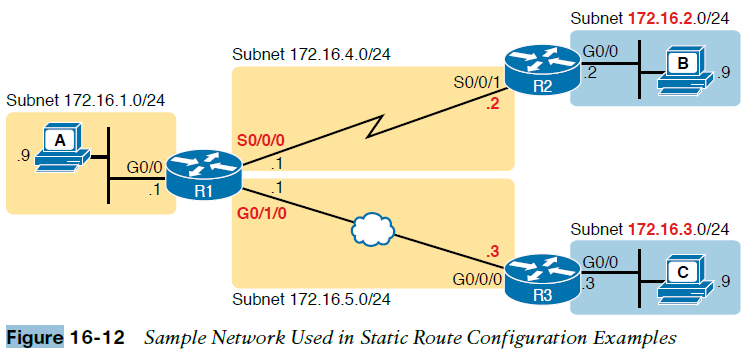 Subnet 172.16.2.0/24
Subnet 172.16.4.0/24
G0/0
B
.2
.9
S0/0/1
R2
.2
Subnet 172.16.1.0/24
A
.9
S0/0/0
G0/0
.1
.1
R1
.1
G0/1/0
Subnet 172.16.3.0/24
.3
G0/0
C
G0/0/0
.3
.9
R3
Subnet 172.16.5.0/24
Figure 16-12 Sample Network Used in Static Route Configuration Examples